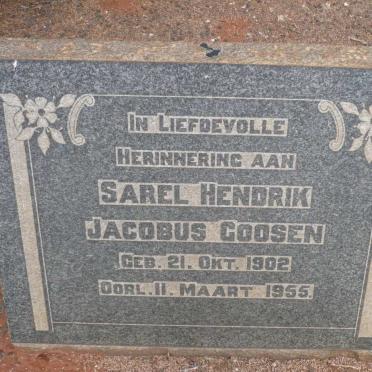 In Liefdevolle
Herinnering aan
Sarel Hendrik
Jacobus Goosen
Geb. 21. Okt. 1902
Oorl. 11. Maart 1955.